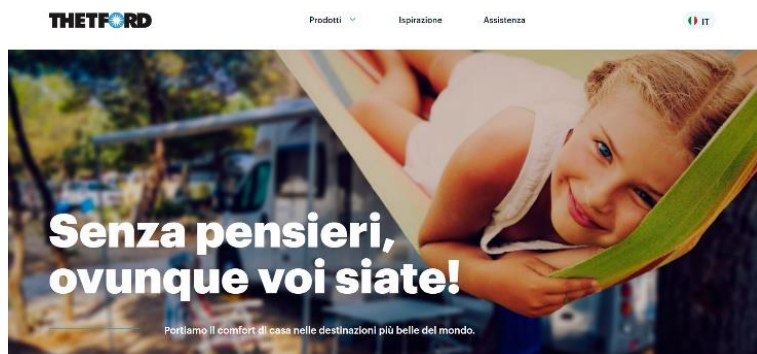 THETFORD
Prodotti Ispirazione Assistenza
IT
Senza pensieri,
ovunque voi siate!
Portiamo il comfort di casa nelle destinazioni più belle del mondo.